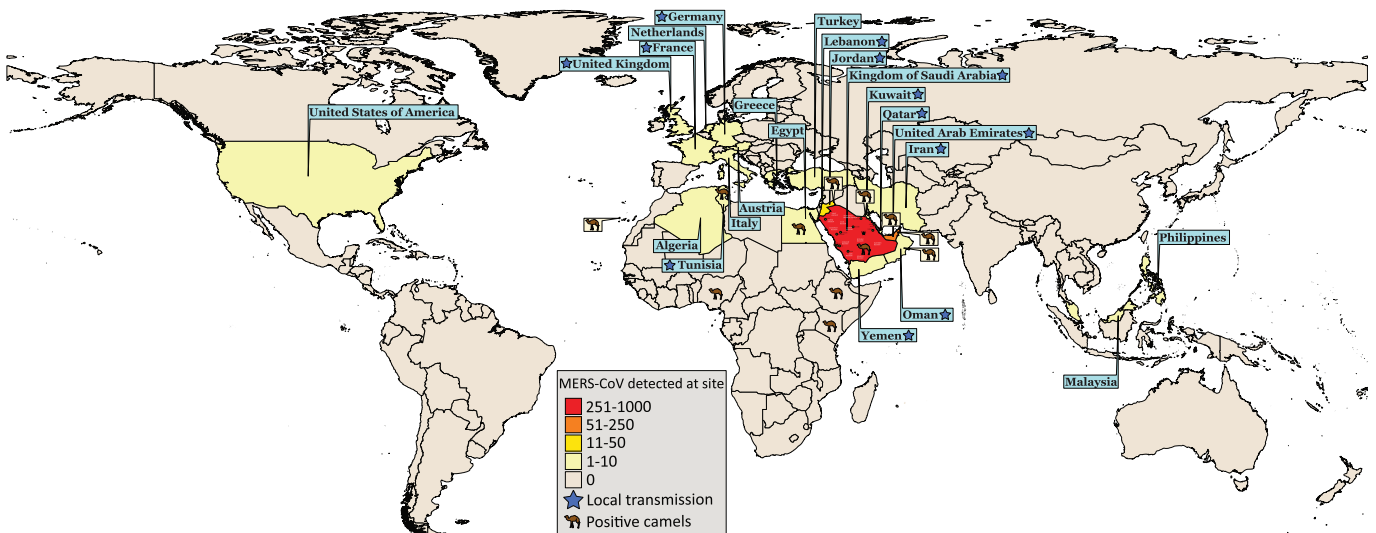 Germany
Netherlands
France
United Kingdom
United States of America
Turkey
Lebanon
Jordan
Kingdom of Saudi Arabia
Kuwait
Qatar
United Arab Emirates
Iran
Greece
Egypt
Austria
Italy
Algeria
Tunisia
Oman
Yemen
Philippines
Malaysia
MERS-CoV detected at site
251-1000
51-250
11-50
1-10
0
Local transmission
Positive camels